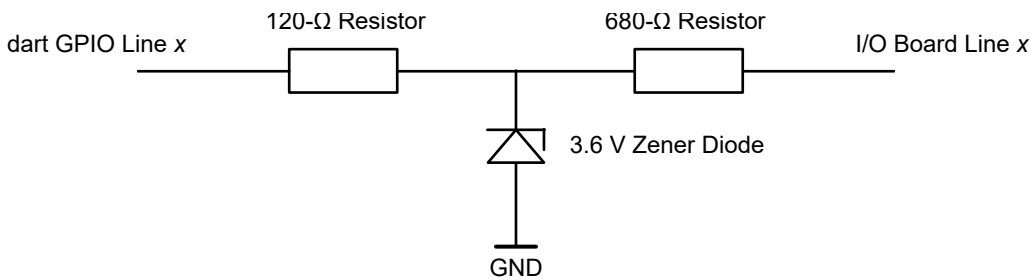 120-Ω Resistor
680-Ω Resistor
dart GPIO Line x
I/O Board Line x
3.6 V Zener Diode
GND